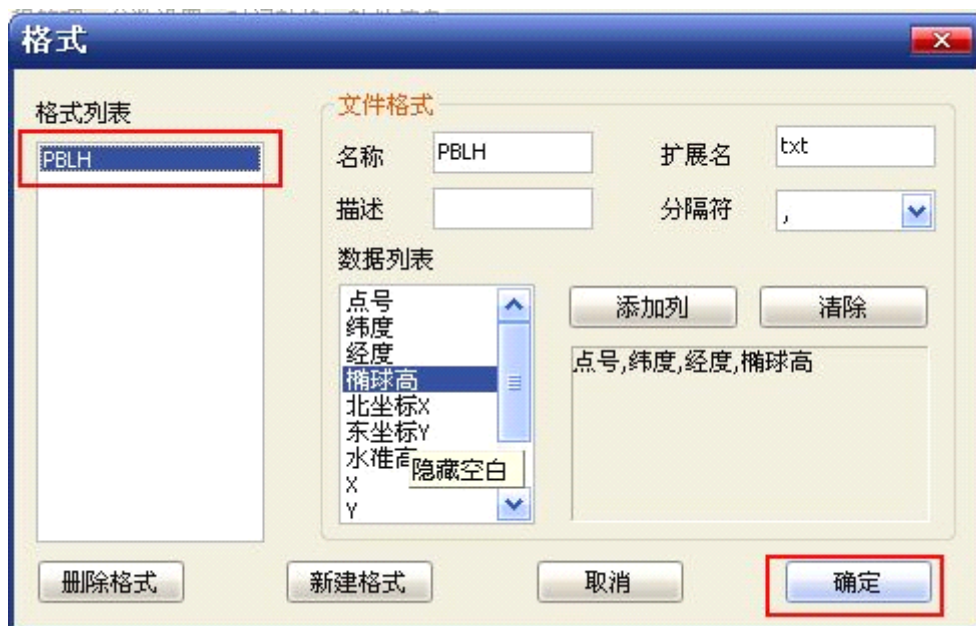 格式
格式列表
PBLH
文件格式
名称 PBLH 扩展名 txt
描述 分隔符 ,
数据列表
点号
纬度
经度
椭球高
北坐标X
东坐标Y
水准高
X
Y
隐藏空白
添加列 清除
点号,纬度,经度,椭球高
删除格式 新建格式 取消 确定